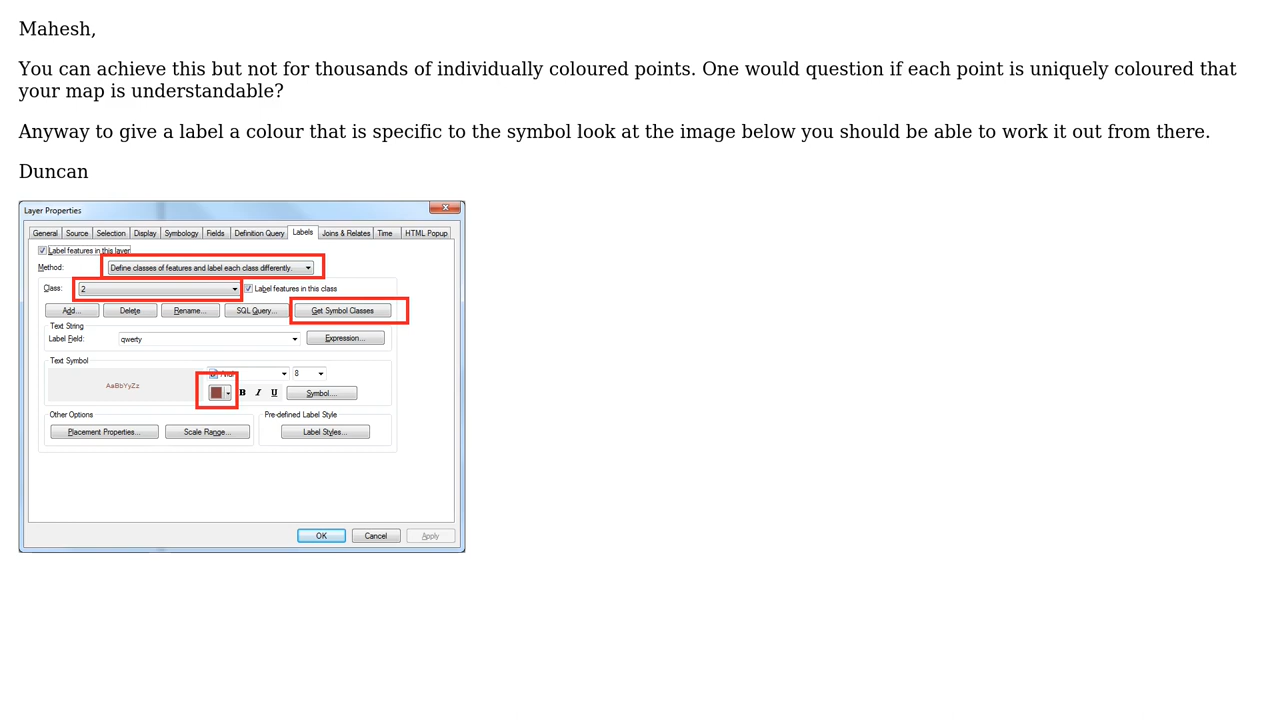 Mahesh,
You can achieve this but not for thousands of individually coloured points. One would question if each point is uniquely coloured that
your map is understandable?
Anyway to give a label a colour that is specific to the symbol look at the image below you should be able to work it out from there.
Duncan
Layer Properties
General Source Selection Display Symbology Fields Definition Query Labels Joins & Relates Time HTML Popup
Label features in this layer
Method: Define classes of features and label each class differently.
Class: 2 Label features in this class
Add... Delete Rename... SQL Query... Get Symbol Classes
Text String
Label Field: qwerty Expression...
Text Symbol
8
AaBbYyZz B I U Symbol...
Other Options Pre-defined Label Style
Placement Properties... Scale Range... Label Styles...
OK Cancel Apply